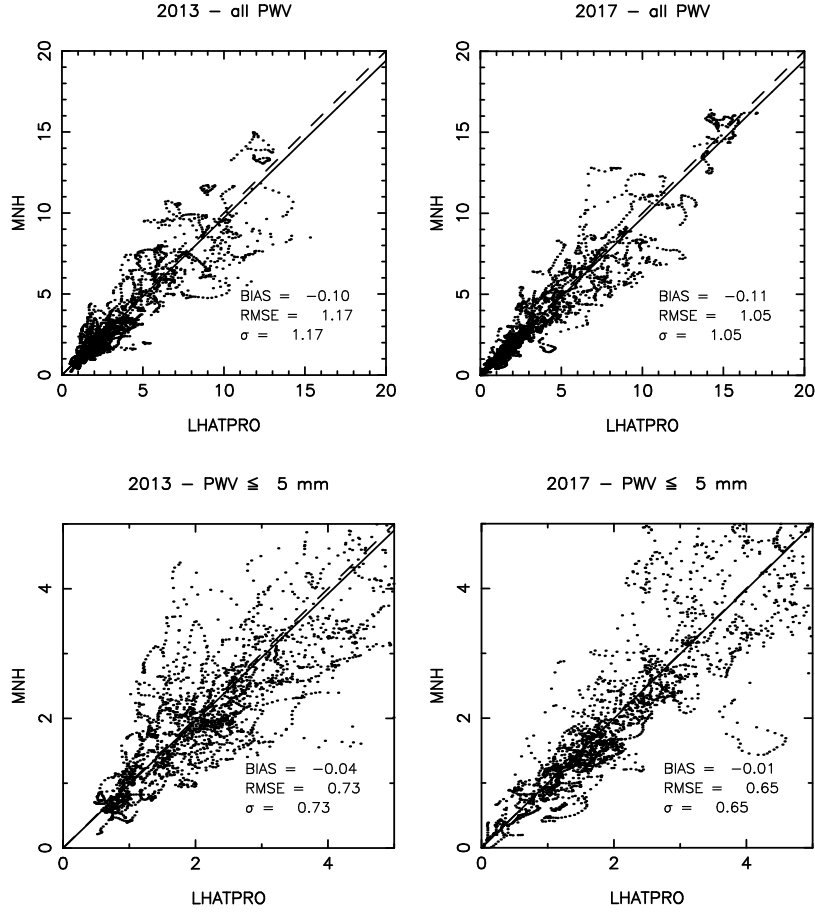 2013 – all PWV
20
15
10
5
0
MNH
0 5 10 15 20
LHATPRO
BIAS = −0.10
RMSE = 1.17
σ = 1.17
2017 – all PWV
20
15
10
5
0
MNH
0 5 10 15 20
LHATPRO
BIAS = −0.11
RMSE = 1.05
σ = 1.05
2013 – PWV ≦ 5 mm
4
2
0
MNH
0 2 4
LHATPRO
BIAS = −0.04
RMSE = 0.73
σ = 0.73
2017 – PWV ≦ 5 mm
4
2
0
MNH
0 2 4
LHATPRO
BIAS = −0.01
RMSE = 0.65
σ = 0.65